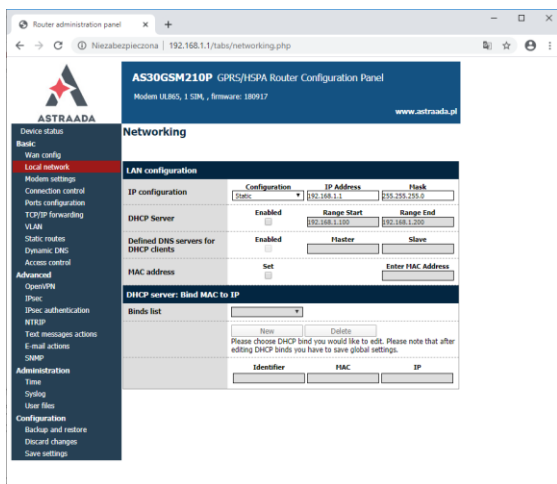 Router administration panel
Niezabezpieczona | 192.168.1.1/tabs/networking.php
ASTRAADA
AS30GSM210P GPRS/HSPA Router Configuration Panel
Modem UL865, 1 SIM, , firmware: 180917
www.astraada.pl
Device status
Basic
Wan config
Local network
Modem settings
Connection control
Ports configuration
TCP/IP forwarding
VLAN
Static routes
Dynamic DNS
Access control
Advanced
OpenVPN
IPsec
IPsec authentication
NTRIP
Text messages actions
E-mail actions
SNMP
Administration
Time
Syslog
User files
Configuration
Backup and restore
Discard changes
Save settings
Networking
LAN configuration
IP configuration
Configuration IP Address Mask
Static 192.168.1.1 255.255.255.0
DHCP Server
Enabled Range Start Range End
192.168.1.100 192.168.1.200
Defined DNS servers for
DHCP clients
Enabled Master Slave
MAC address
Set Enter MAC Address
DHCP server: Bind MAC to IP
Binds list
New Delete
Please choose DHCP bind you would like to edit. Please note that after
editing DHCP binds you have to save global settings.
Identifier MAC IP